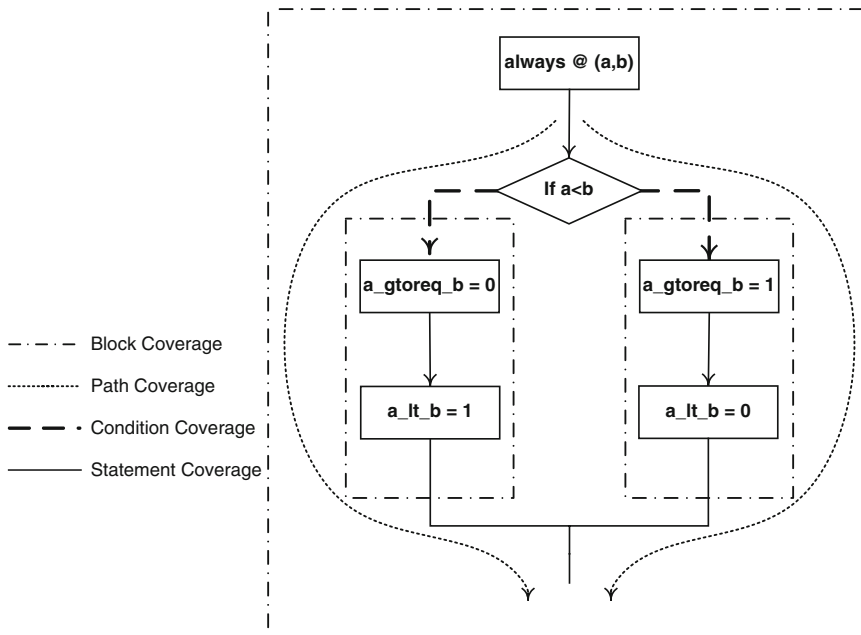 always @ (a,b)
If a<b
a_gtoreq_b = 0
a_gtoreq_b = 1
a_lt_b = 1
a_lt_b = 0
Block Coverage
Path Coverage
Condition Coverage
Statement Coverage